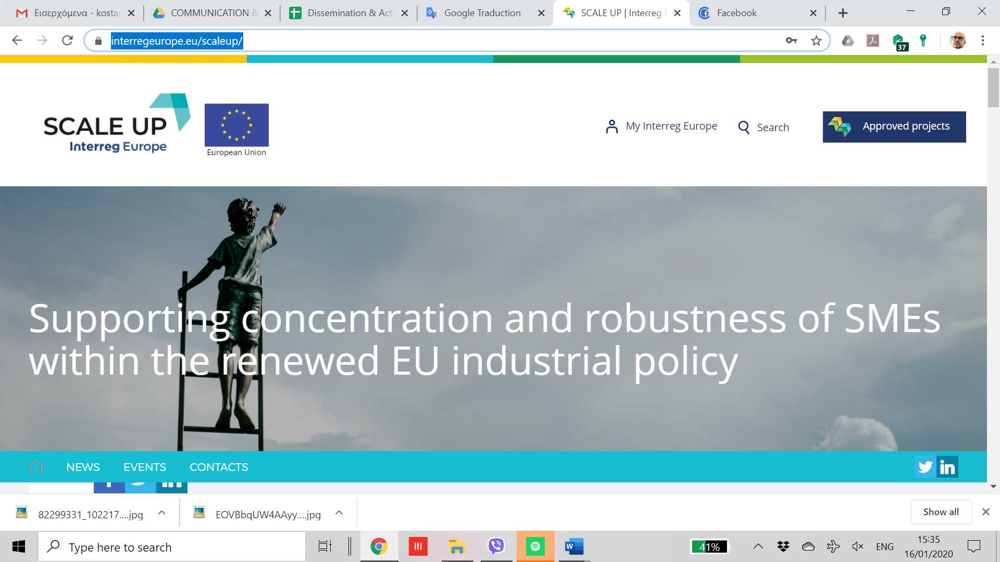 Εισερχόμενα - kostas
COMMUNICATION &
Dissemination & Acti
Google Traduction
SCALE UP | Interreg E
Facebook
interregeurope.eu/scaleup/
37
SCALE UP
Interreg Europe
European Union
My Interreg Europe
Search
Approved projects
Supporting concentration and robustness of SMEs
within the renewed EU industrial policy
NEWS
EVENTS
CONTACTS
82299331_102217....jpg
EOVBbqUW4AAyy....jpg
Show all
Type here to search
41%
ENG
15:35
16/01/2020